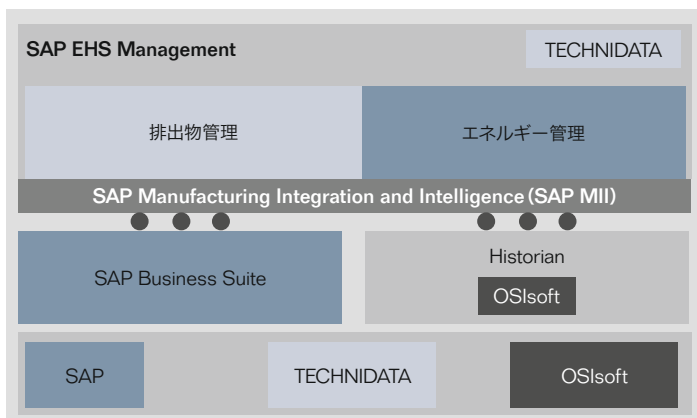 SAP EHS Management
TECHNIDATA
排出物管理
エネルギー管理
SAP Manufacturing Integration and Intelligence (SAP MII)
SAP Business Suite
Historian
OSIsoft
SAP
TECHNIDATA
OSIsoft